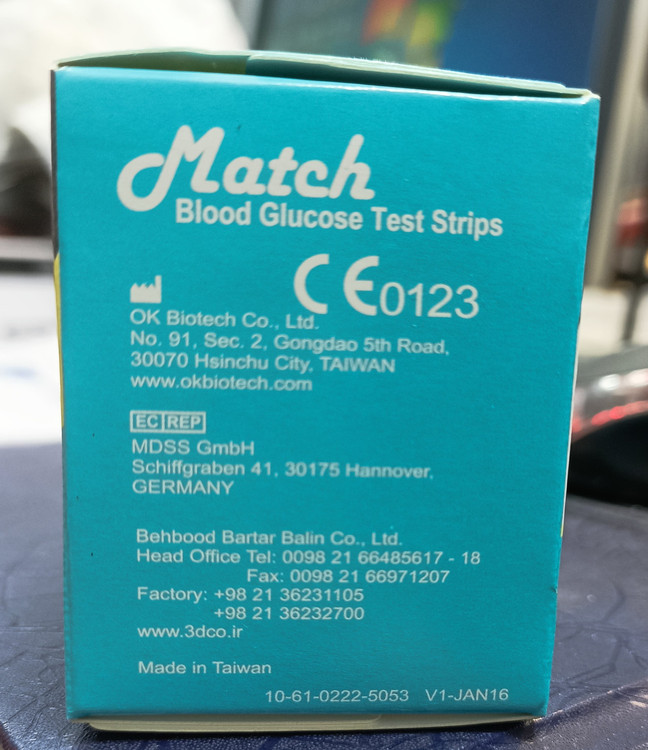 Match
Blood Glucose Test Strips
CE0123
OK Biotech Co., Ltd.
No. 91, Sec. 2, Gongdao 5th Road,
30070 Hsinchu City, TAIWAN
www.okbiotech.com
EC REP
MDSS GmbH
Schiffgraben 41, 30175 Hannover,
GERMANY
Behbood Bartar Balin Co., Ltd.
Head Office Tel: 0098 21 66485617 - 18
Fax: 0098 21 66971207
Factory: +98 21 36231105
+98 21 36232700
www.3dco.ir
Made in Taiwan
10-61-0222-5053 V1-JAN16